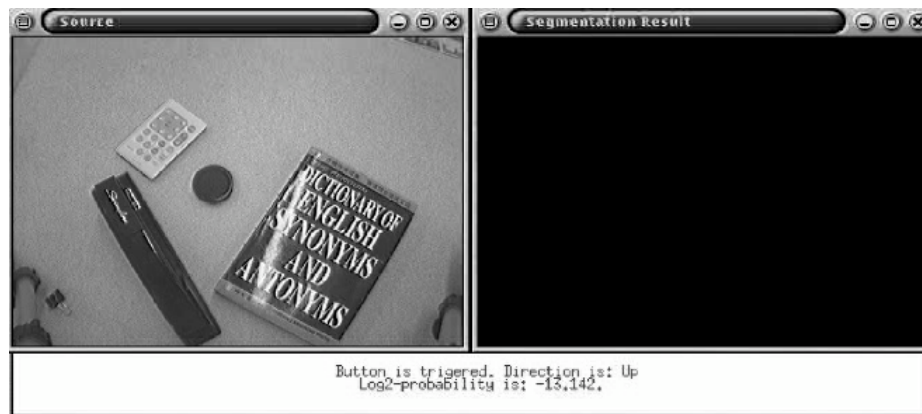 Source
Segmentation Result
DICTIONARY OF
ENGLISH
SYNONYMS
AND
ANTONYMS
Button is trigered. Direction is: Up
Log2-probability is: -13.142.